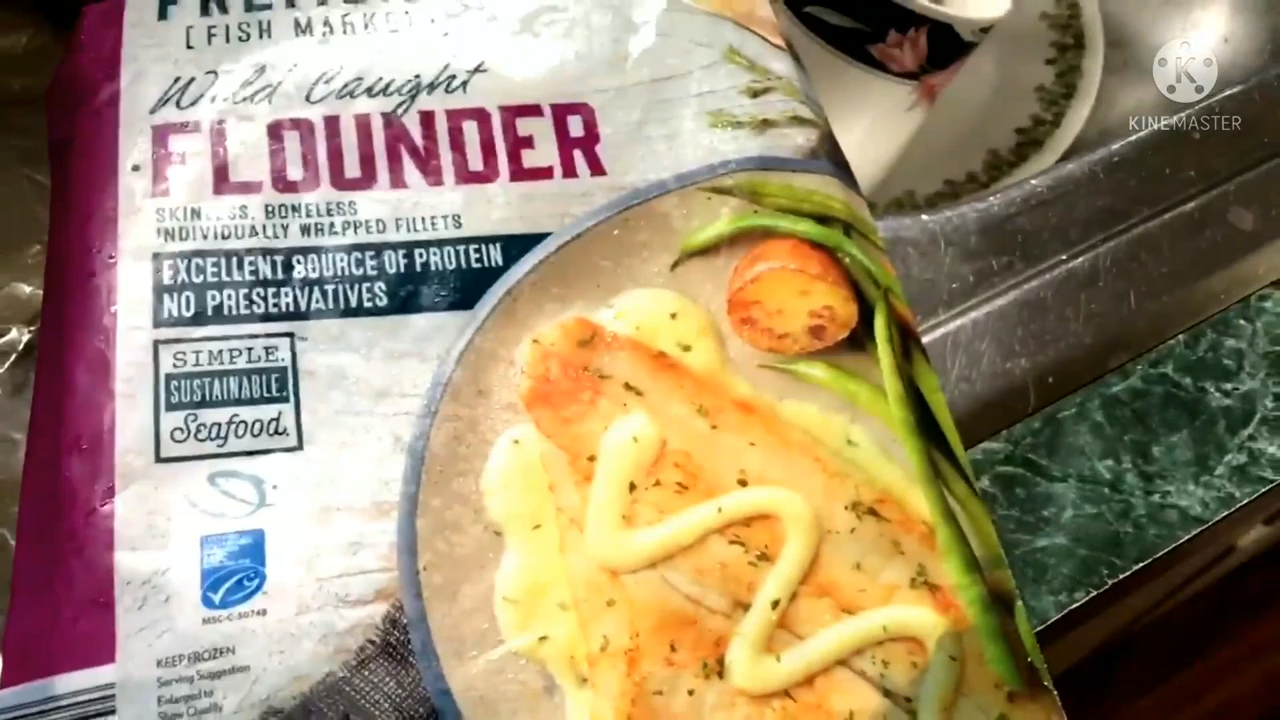 [FISH MARKET]
Wild Caught
FLOUNDER
SKINLESS, BONELESS
INDIVIDUALLY WRAPPED FILLETS
EXCELLENT SOURCE OF PROTEIN
NO PRESERVATIVES
SIMPLE.
SUSTAINABLE.
Seafood.
MSC-C-50748
KEEP FROZEN
Serving Suggestion
Enlarged to
Show Quality
K
KINEMASTER